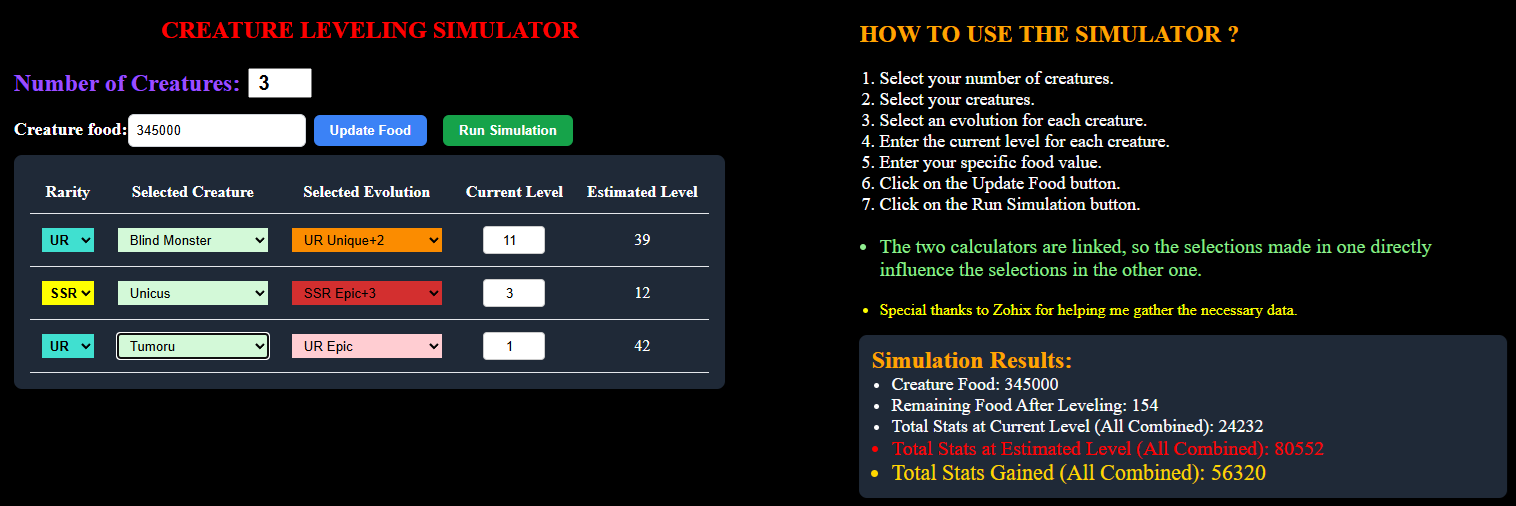 CREATURE LEVELING SIMULATOR
Number of Creatures: 3
Creature food: 345000 Update Food Run Simulation
Rarity Selected Creature Selected Evolution Current Level Estimated Level
UR Blind Monster UR Unique+2 11 39
SSR Unicus SSR Epic+3 3 12
UR Tumoru UR Epic 1 42
HOW TO USE THE SIMULATOR ?
1. Select your number of creatures.
2. Select your creatures.
3. Select an evolution for each creature.
4. Enter the current level for each creature.
5. Enter your specific food value.
6. Click on the Update Food button.
7. Click on the Run Simulation button.
• The two calculators are linked, so the selections made in one directly
influence the selections in the other one.
• Special thanks to Zohix for helping me gather the necessary data.
Simulation Results:
• Creature Food: 345000
• Remaining Food After Leveling: 154
• Total Stats at Current Level (All Combined): 24232
• Total Stats at Estimated Level (All Combined): 80552
• Total Stats Gained (All Combined): 56320